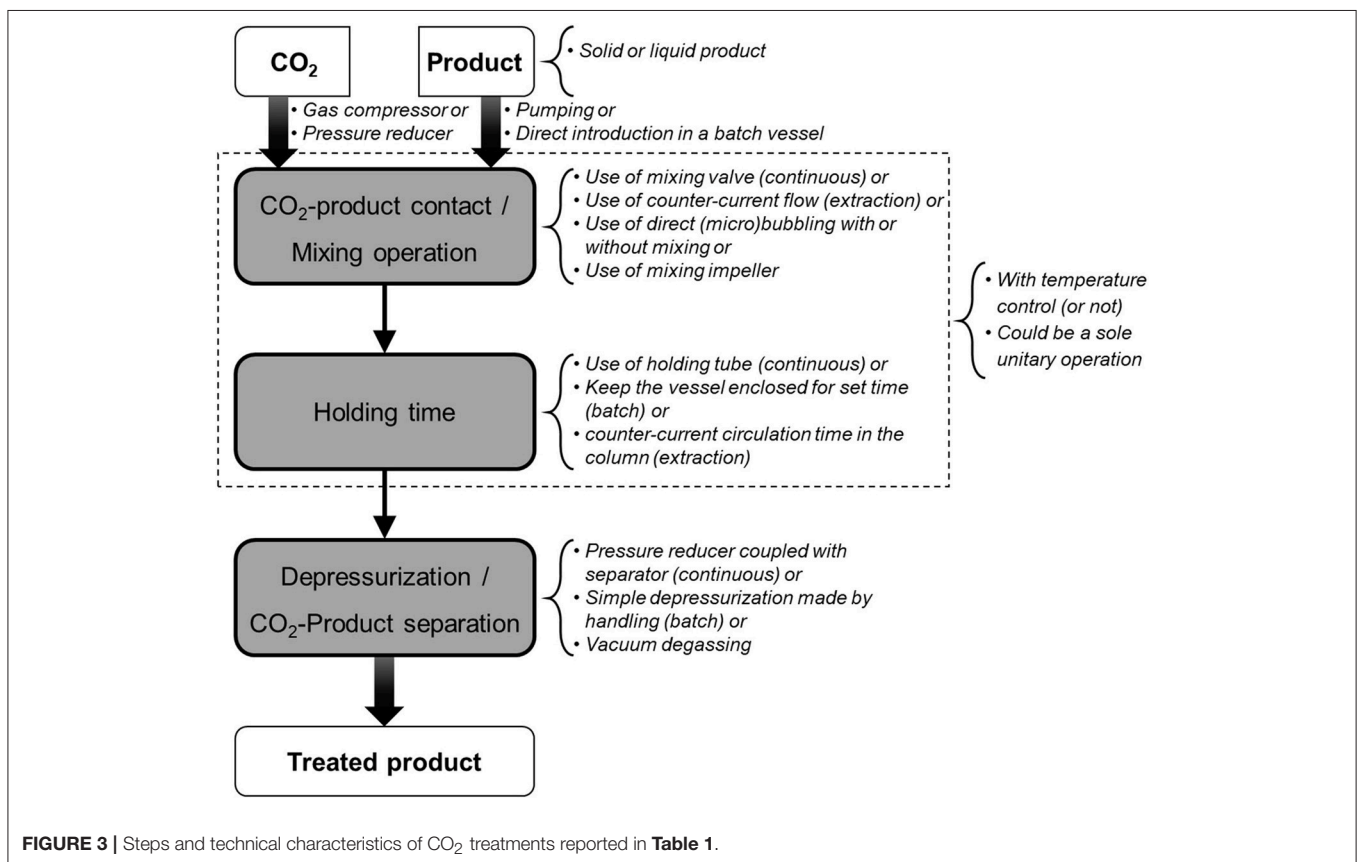 CO₂
Product
• Solid or liquid product
• Gas compressor or
• Pressure reducer
• Pumping or
• Direct introduction in a batch vessel
CO₂-product contact /
Mixing operation
• Use of mixing valve (continuous) or
• Use of counter-current flow (extraction) or
• Use of direct (micro)bubbling with or
without mixing or
• Use of mixing impeller
• With temperature
control (or not)
• Could be a sole
unitary operation
Holding time
• Use of holding tube (continuous) or
• Keep the vessel enclosed for set time
(batch) or
• counter-current circulation time in the
column (extraction)
Depressurization /
CO₂-Product separation
• Pressure reducer coupled with
separator (continuous) or
• Simple depressurization made by
handling (batch) or
• Vacuum degassing
Treated product
FIGURE 3 | Steps and technical characteristics of CO₂ treatments reported in Table 1.